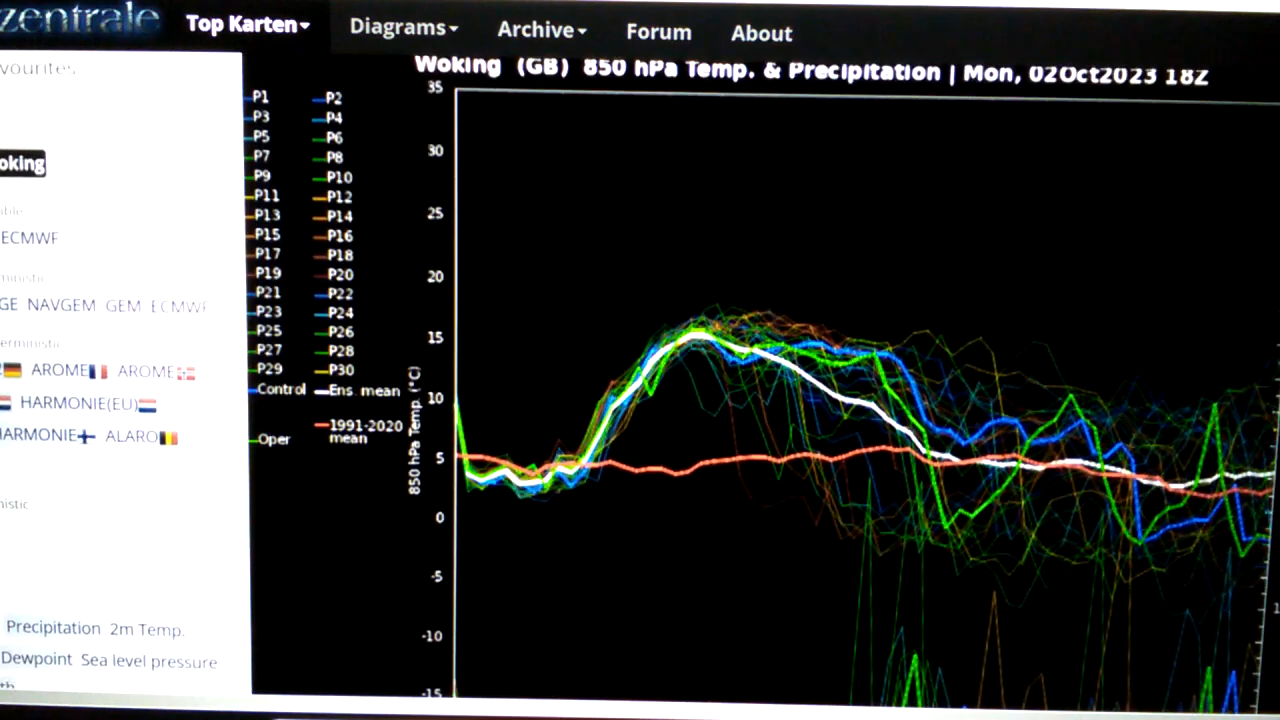 zentrale Top Karten Diagrams Archive Forum About
vourites
Woking (GB) 850 hPa Temp. & Precipitation | Mon, 02Oct2023 18Z
oking
ECMWF
GE NAVGEM GEM ECMWF
erministic
AROME AROME
HARMONIE(EU)
HARMONIE ALARO
nistic
Precipitation 2m Temp.
Dewpoint Sea level pressure
P1 P2
P3 P4
P5 P6
P7 P8
P9 P10
P11 P12
P13 P14
P15 P16
P17 P18
P19 P20
P21 P22
P23 P24
P25 P26
P27 P28
P29 P30
Control Ens. mean
1991-2020
mean
Oper
850 hPa Temp. (°C)
35
30
25
20
15
10
5
0
-5
-10
-15